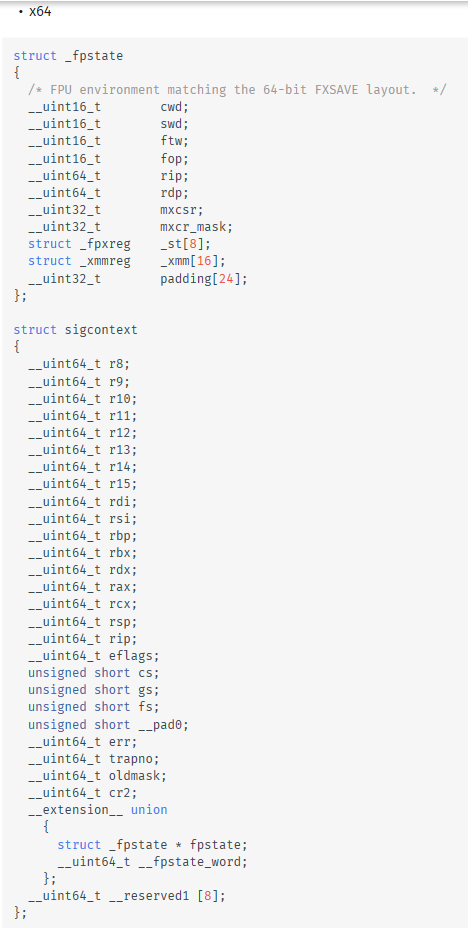 • x64
struct _fpstate
{
  /* FPU environment matching the 64-bit FXSAVE layout.  */
  __uint16_t        cwd;
  __uint16_t        swd;
  __uint16_t        ftw;
  __uint16_t        fop;
  __uint64_t        rip;
  __uint64_t        rdp;
  __uint32_t        mxcsr;
  __uint32_t        mxcr_mask;
  struct _fpxreg    _st[8];
  struct _xmmreg    _xmm[16];
  __uint32_t        padding[24];
};

struct sigcontext
{
  __uint64_t r8;
  __uint64_t r9;
  __uint64_t r10;
  __uint64_t r11;
  __uint64_t r12;
  __uint64_t r13;
  __uint64_t r14;
  __uint64_t r15;
  __uint64_t rdi;
  __uint64_t rsi;
  __uint64_t rbp;
  __uint64_t rbx;
  __uint64_t rdx;
  __uint64_t rax;
  __uint64_t rcx;
  __uint64_t rsp;
  __uint64_t rip;
  __uint64_t eflags;
  unsigned short cs;
  unsigned short gs;
  unsigned short fs;
  unsigned short __pad0;
  __uint64_t err;
  __uint64_t trapno;
  __uint64_t oldmask;
  __uint64_t cr2;
  __extension__ union
    {
      struct _fpstate * fpstate;
      __uint64_t __fpstate_word;
    };
  __uint64_t __reserved1 [8];
};